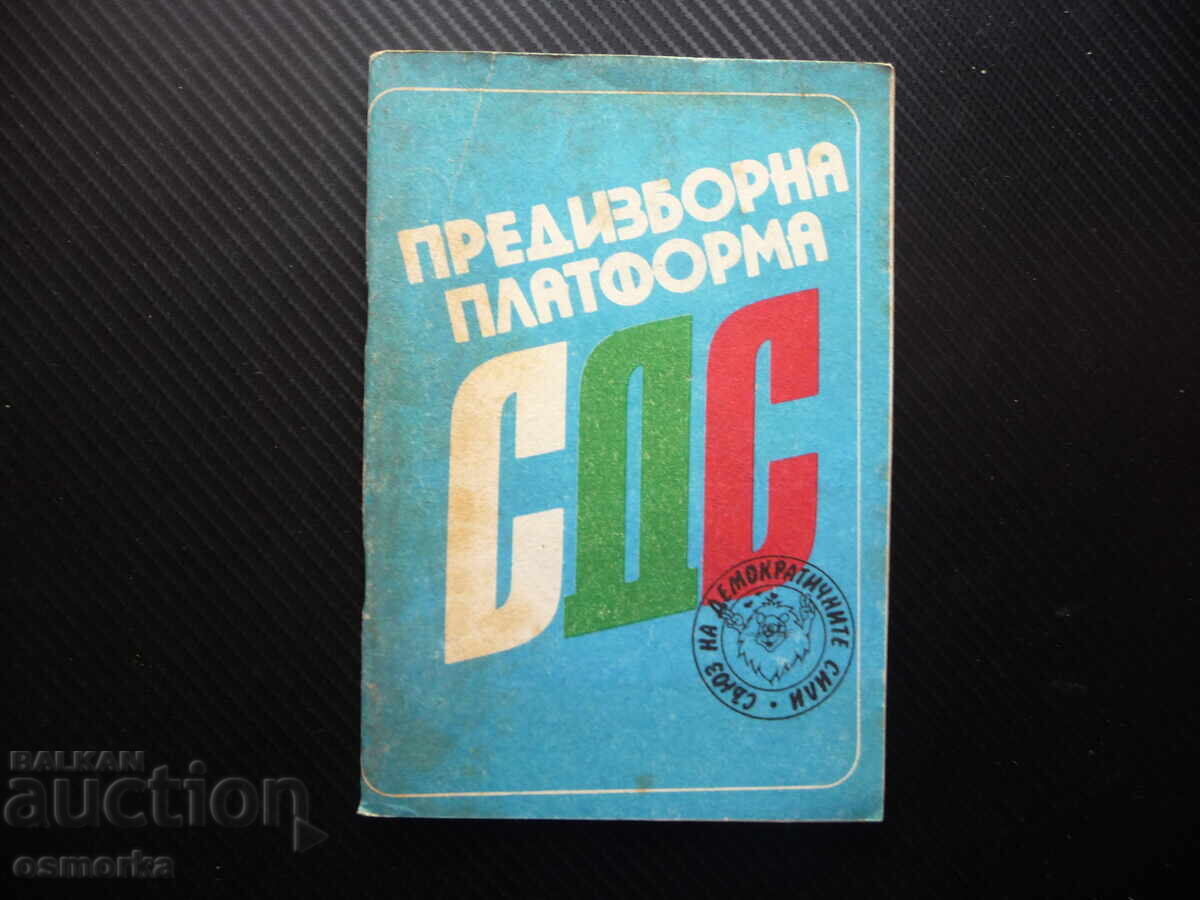 ПРЕДИЗБОРНА
ПЛАТФОРМА
СДС
СЪЮЗ НА ДЕМОКРАТИЧНИТЕ СИЛИ •
BALKAN
auction
osmorka